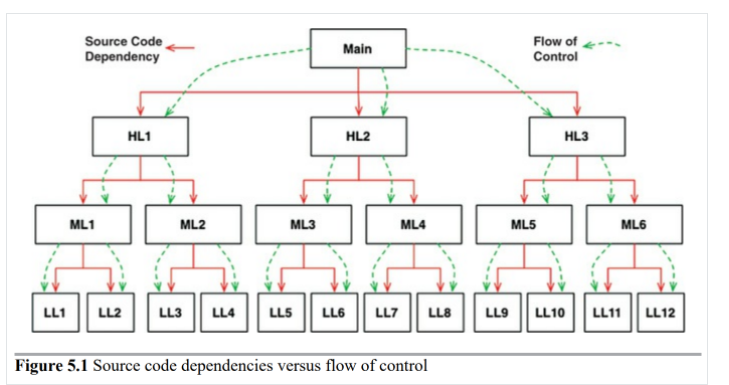 Source Code
Dependency
Main
Flow of
Control
HL1
HL2
HL3
ML1
ML2
ML3
ML4
ML5
ML6
LL1
LL2
LL3
LL4
LL5
LL6
LL7
LL8
LL9
LL10
LL11
LL12
Figure 5.1 Source code dependencies versus flow of control